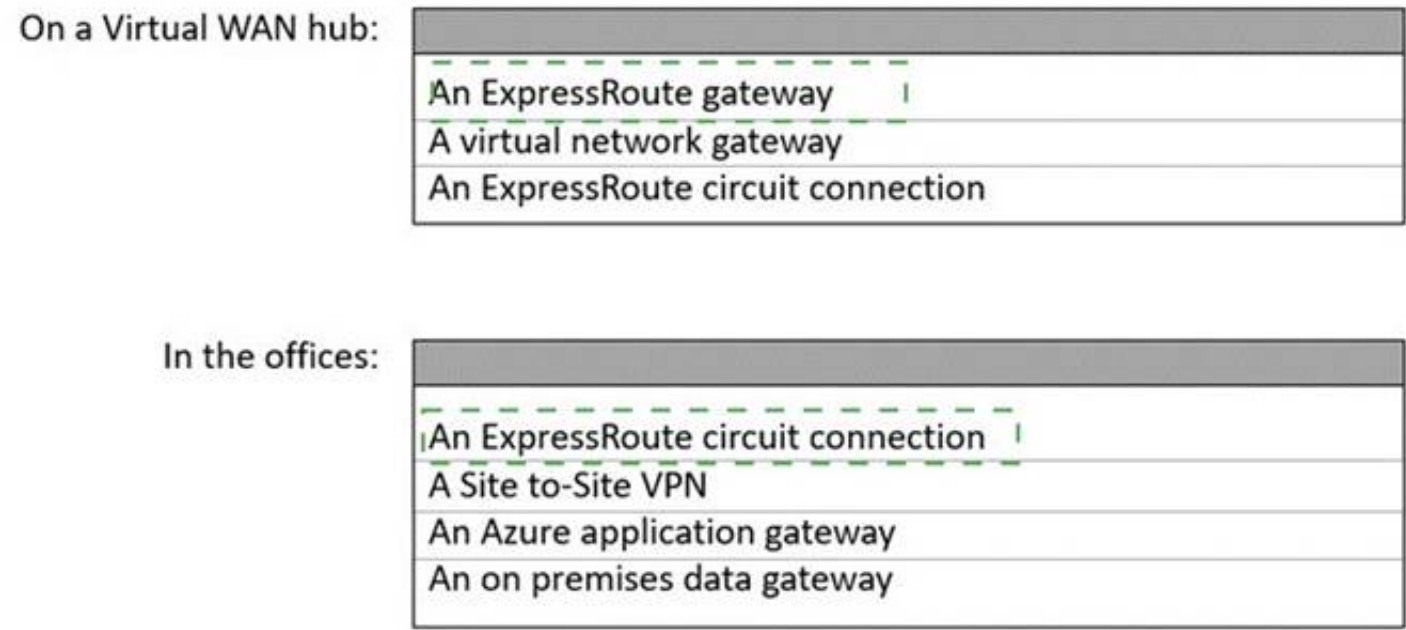 On a Virtual WAN hub:
An ExpressRoute gateway
A virtual network gateway
An ExpressRoute circuit connection
In the offices:
An ExpressRoute circuit connection
A Site to-Site VPN
An Azure application gateway
An on premises data gateway